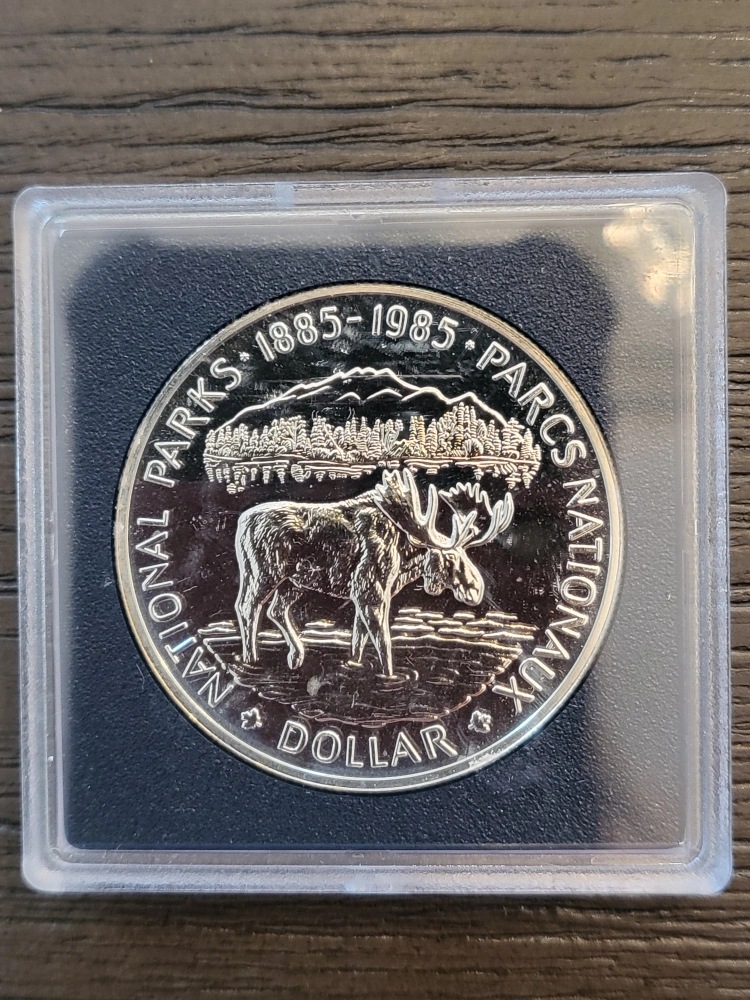 NATIONAL PARKS · 1885-1985 · PARCS NATIONAUX
DOLLAR